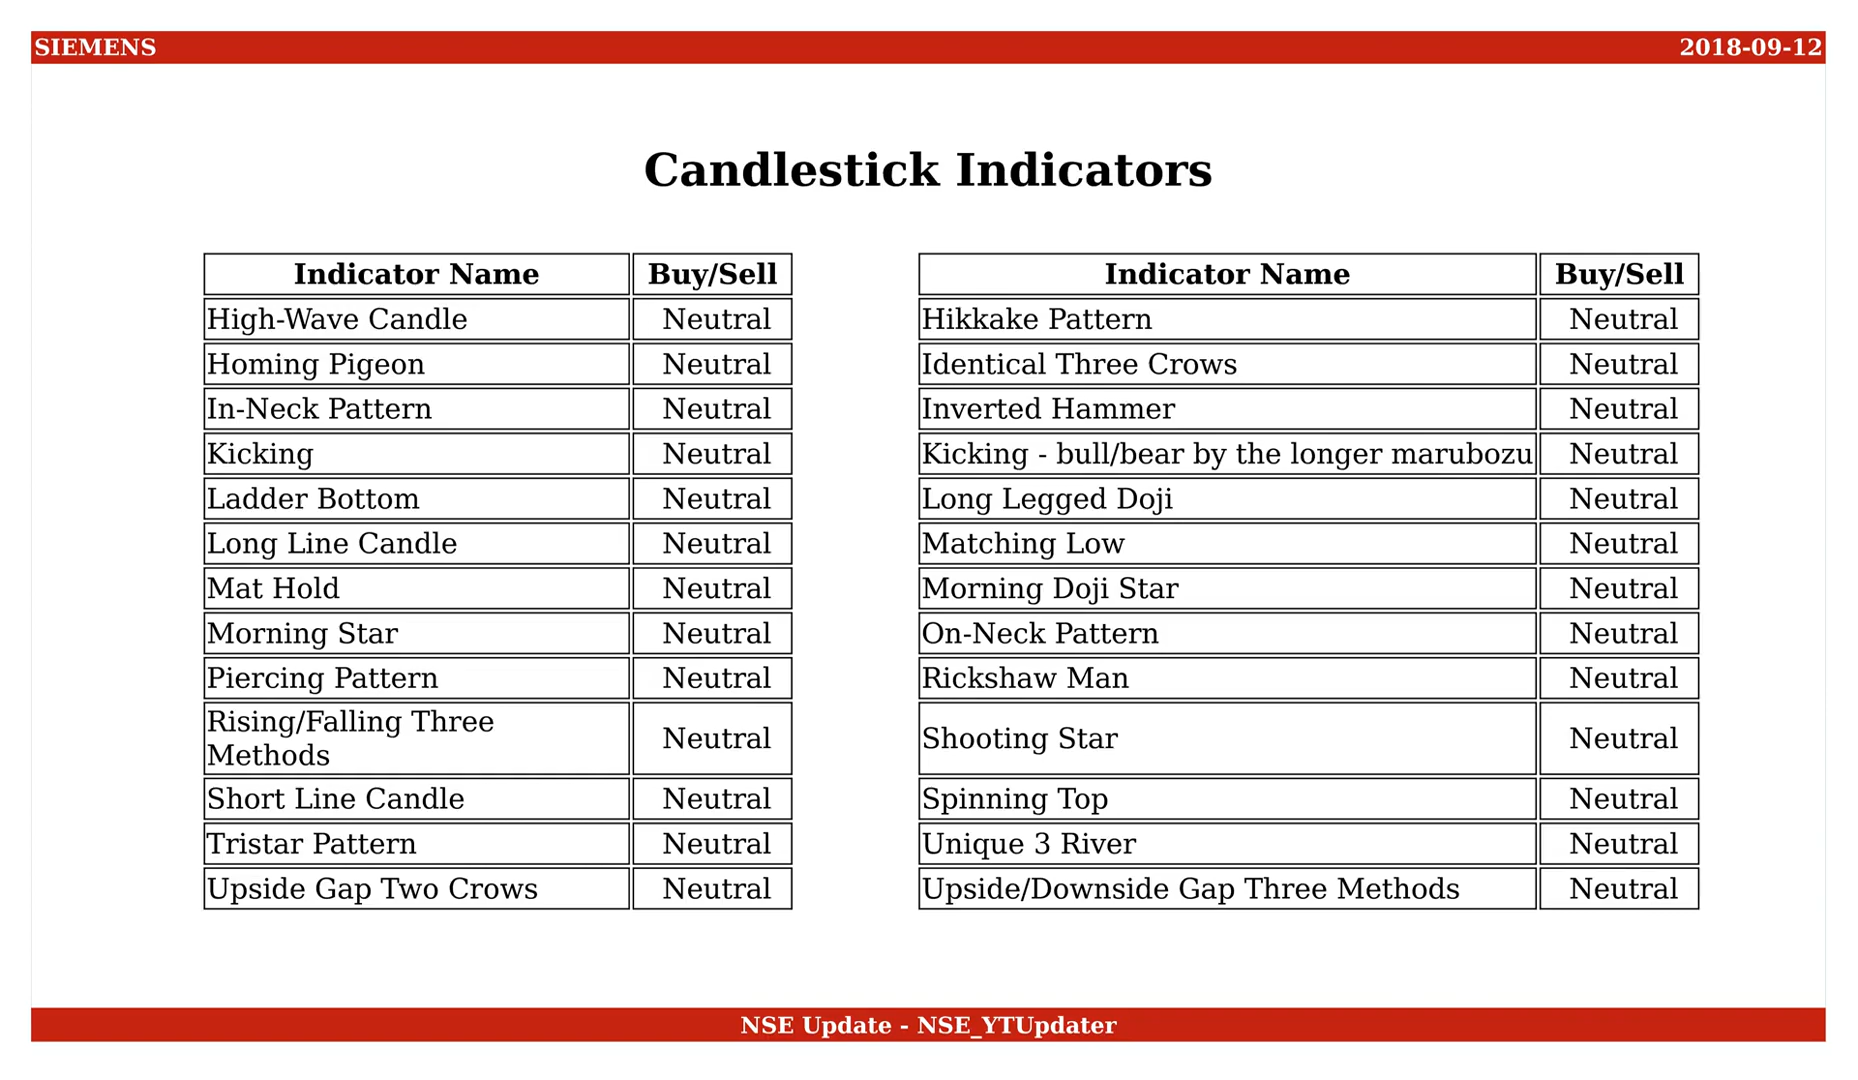 SIEMENS
2018-09-12
Candlestick Indicators
Indicator Name Buy/Sell
High-Wave Candle Neutral
Homing Pigeon Neutral
In-Neck Pattern Neutral
Kicking Neutral
Ladder Bottom Neutral
Long Line Candle Neutral
Mat Hold Neutral
Morning Star Neutral
Piercing Pattern Neutral
Rising/Falling Three
Methods Neutral
Short Line Candle Neutral
Tristar Pattern Neutral
Upside Gap Two Crows Neutral
Indicator Name Buy/Sell
Hikkake Pattern Neutral
Identical Three Crows Neutral
Inverted Hammer Neutral
Kicking - bull/bear by the longer marubozu Neutral
Long Legged Doji Neutral
Matching Low Neutral
Morning Doji Star Neutral
On-Neck Pattern Neutral
Rickshaw Man Neutral
Shooting Star Neutral
Spinning Top Neutral
Unique 3 River Neutral
Upside/Downside Gap Three Methods Neutral
NSE Update - NSE_YTUpdater